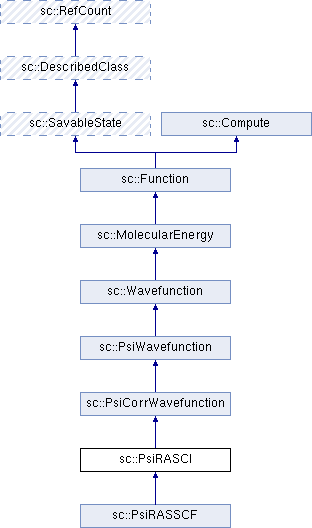 sc::RefCount
sc::DescribedClass
sc::SavableState
sc::Compute
sc::Function
sc::MolecularEnergy
sc::Wavefunction
sc::PsiWavefunction
sc::PsiCorrWavefunction
sc::PsiRASCI
sc::PsiRASSCF